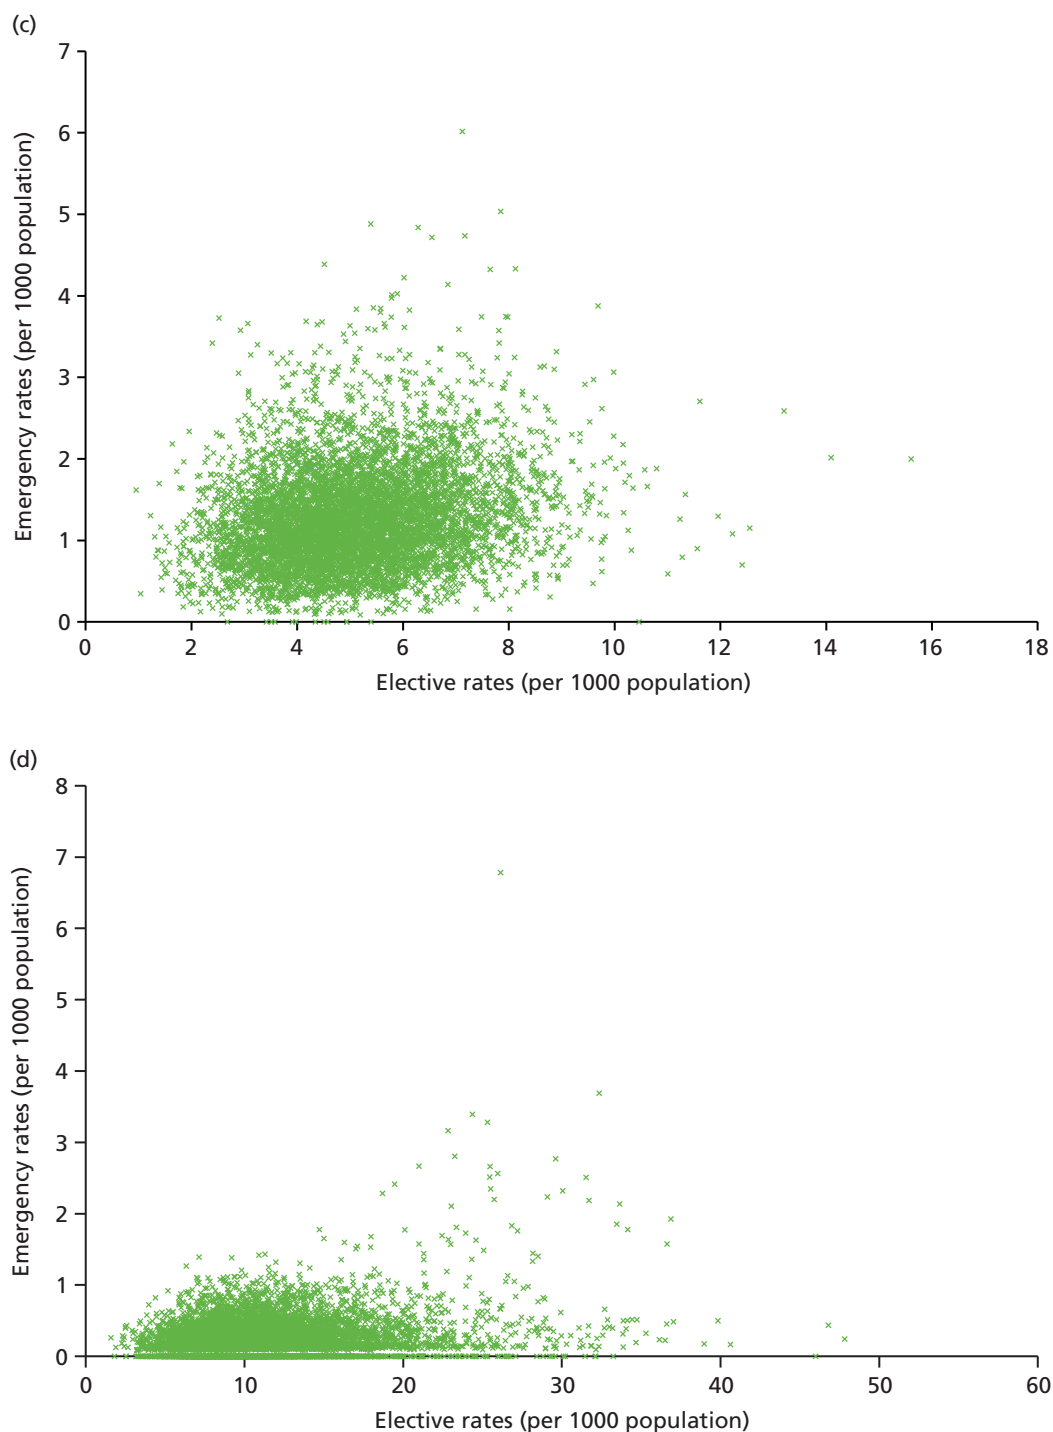 (c)
7
6
5
4
3
2
1
0
Emergency rates (per 1000 population)
0 2 4 6 8 10 12 14 16 18
Elective rates (per 1000 population)
(d)
8
7
6
5
4
3
2
1
0
Emergency rates (per 1000 population)
0 10 20 30 40 50 60
Elective rates (per 1000 population)